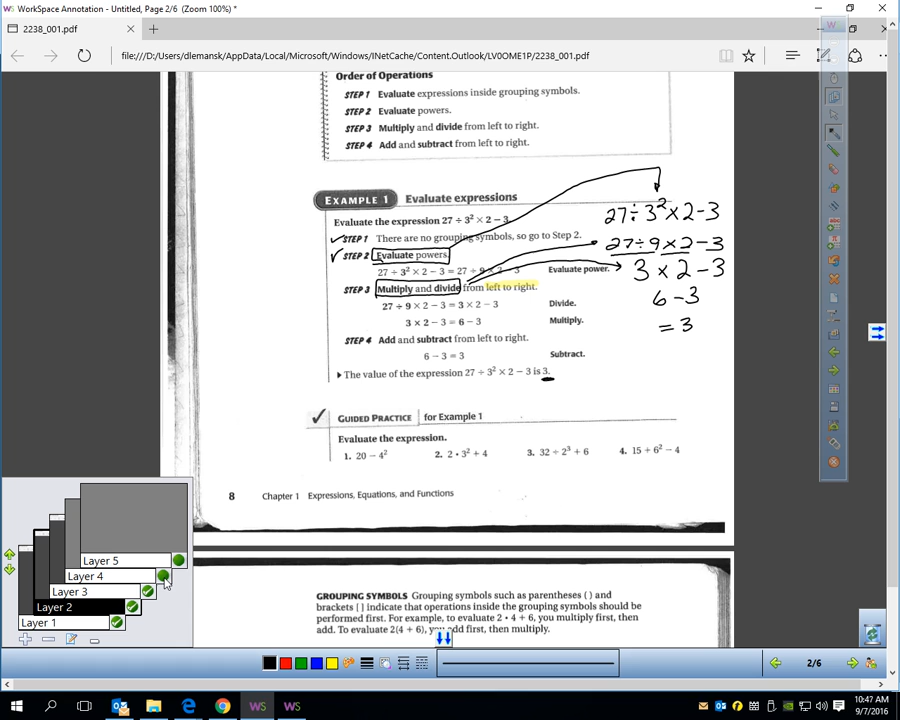 WorkSpace Annotation - Untitled, Page 2/6 (Zoom 100%) *
2238_001.pdf
file:///D:/Users/dlemansk/AppData/Local/Microsoft/Windows/INetCache/Content.Outlook/LV0OME1P/2238_001.pdf
Order of Operations
STEP 1 Evaluate expressions inside grouping symbols.
STEP 2 Evaluate powers.
STEP 3 Multiply and divide from left to right.
STEP 4 Add and subtract from left to right.
EXAMPLE 1 Evaluate expressions
Evaluate the expression 27 ÷ 3² × 2 − 3.
STEP 1 There are no grouping symbols, so go to Step 2.
STEP 2 Evaluate powers.
27 ÷ 3² × 2 − 3 = 27 ÷ 9 × 2 − 3 Evaluate power.
STEP 3 Multiply and divide from left to right.
27 ÷ 9 × 2 − 3 = 3 × 2 − 3 Divide.
3 × 2 − 3 = 6 − 3 Multiply.
STEP 4 Add and subtract from left to right.
6 − 3 = 3 Subtract.
▸ The value of the expression 27 ÷ 3² × 2 − 3 is 3.
27÷3²×2−3
27÷9×2−3
3×2−3
6−3
=3
✓ GUIDED PRACTICE for Example 1
Evaluate the expression.
1. 20 − 4² 2. 2 • 3² + 4 3. 32 ÷ 2³ + 6 4. 15 + 6² − 4
8 Chapter 1 Expressions, Equations, and Functions
GROUPING SYMBOLS Grouping symbols such as parentheses ( ) and
brackets [ ] indicate that operations inside the grouping symbols should be
performed first. For example, to evaluate 2 • 4 + 6, you multiply first, then
add. To evaluate 2(4 + 6), you add first, then multiply.
Layer 5
Layer 4
Layer 3
Layer 2
Layer 1
2/6
WS
WS
10:47 AM
9/7/2016